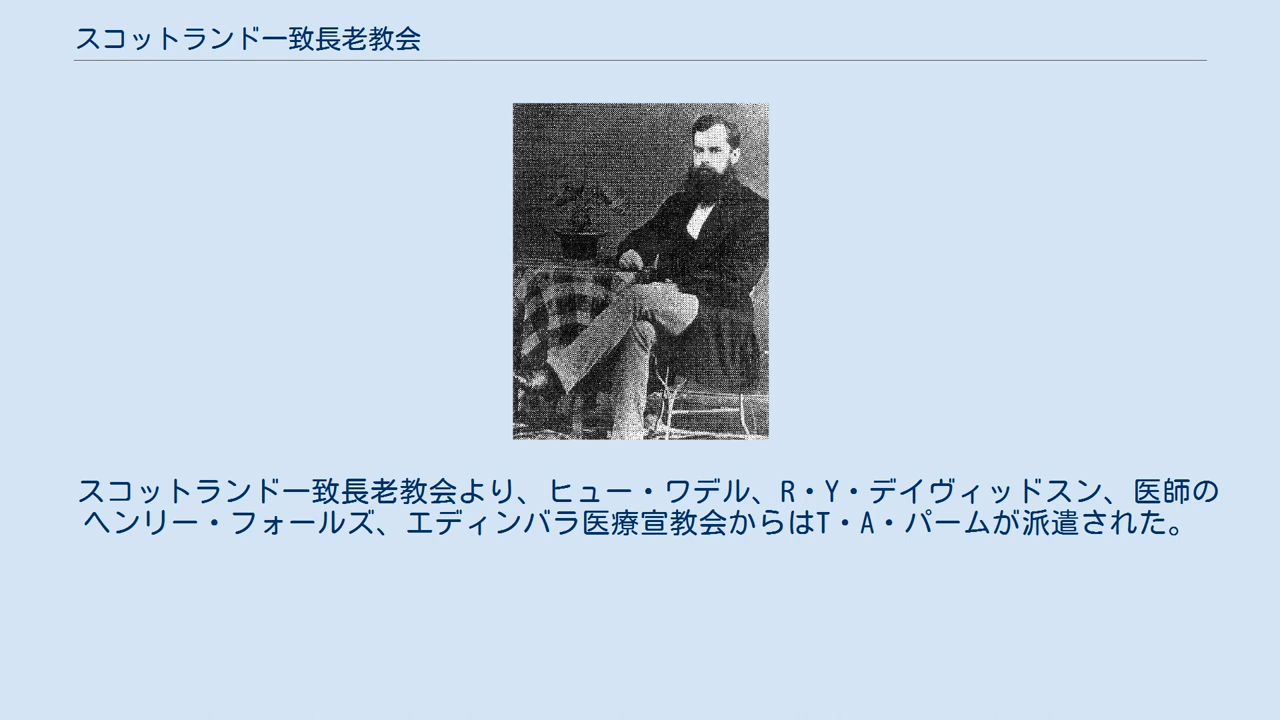 スコットランド一致長老教会
スコットランド一致長老教会より、ヒュー・ワデル、R・Y・デイヴィッドスン、医師の
ヘンリー・フォールズ、エディンバラ医療宣教会からはT・A・パームが派遣された。